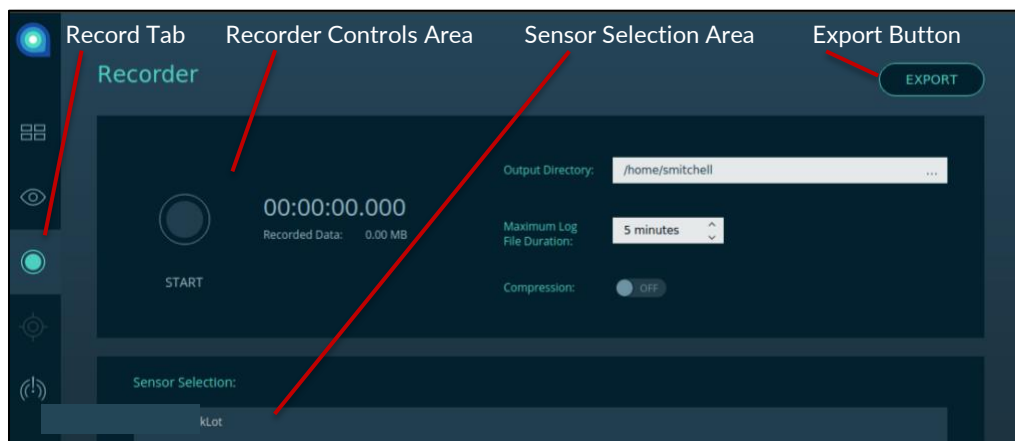 Record Tab Recorder Controls Area Sensor Selection Area Export Button
Recorder
EXPORT
Output Directory: /home/smitchell ...
00:00:00.000
Recorded Data: 0.00 MB
Maximum Log
File Duration:
5 minutes
START
Compression: OFF
Sensor Selection:
kLot